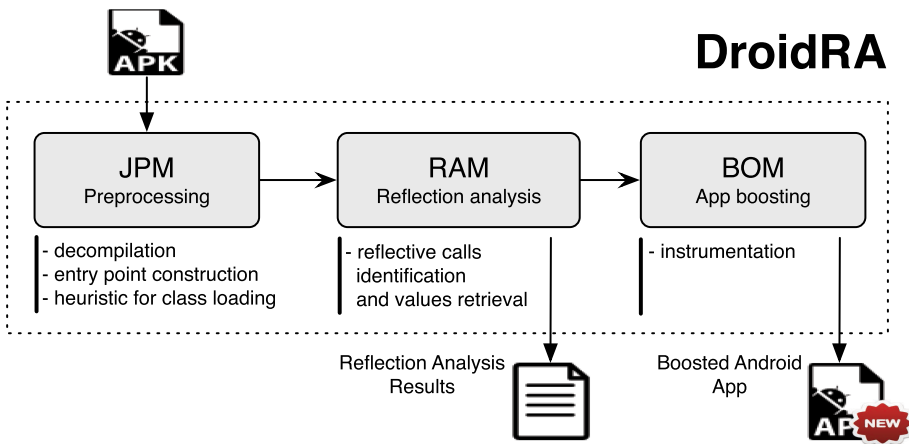 APK
DroidRA
JPM
Preprocessing
RAM
Reflection analysis
BOM
App boosting
- decompilation
- entry point construction
- heuristic for class loading
- reflective calls
identification
and values retrieval
- instrumentation
Reflection Analysis
Results
Boosted Android
App
AP
NEW